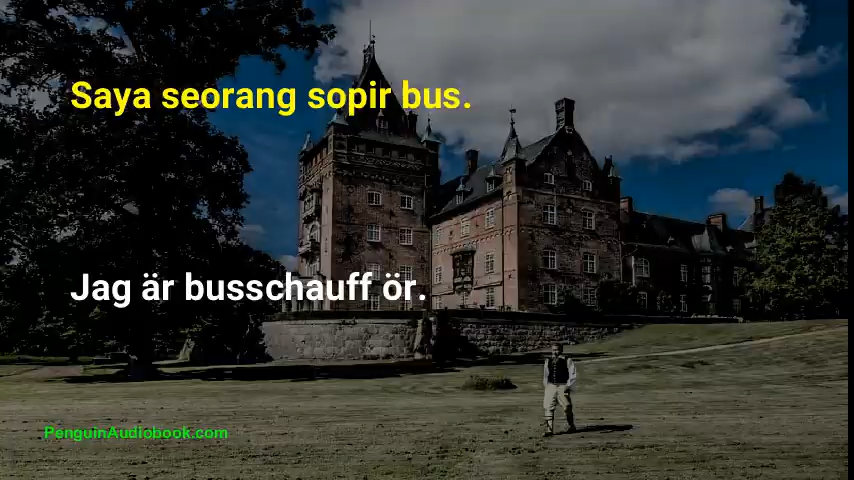 Saya seorang sopir bus.
Jag är busschauff ör.
PenguinAudiobook.com